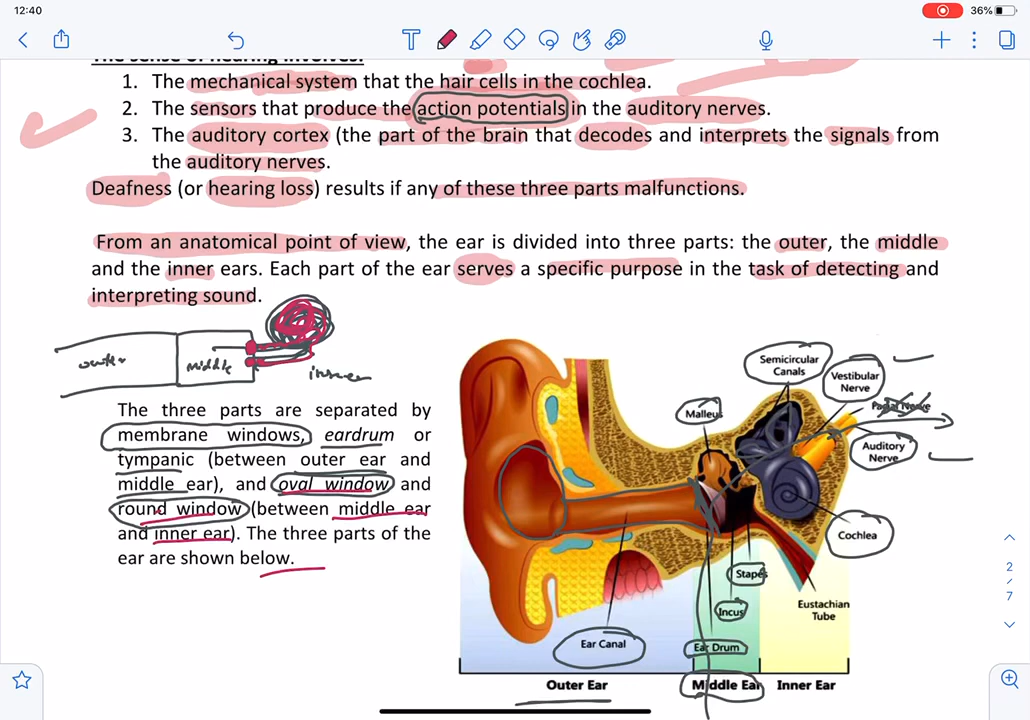 12:40
36%
The sense of hearing involves:
1. The mechanical system that the hair cells in the cochlea.
2. The sensors that produce the action potentials in the auditory nerves.
3. The auditory cortex (the part of the brain that decodes and interprets the signals from
the auditory nerves.
Deafness (or hearing loss) results if any of these three parts malfunctions.
From an anatomical point of view, the ear is divided into three parts: the outer, the middle
and the inner ears. Each part of the ear serves a specific purpose in the task of detecting and
interpreting sound.
outer
middle
inner
The three parts are separated by
membrane windows, eardrum or
tympanic (between outer ear and
middle ear), and oval window and
round window (between middle ear
and inner ear). The three parts of the
ear are shown below.
Semicircular
Canals
Vestibular
Nerve
Facial Nerve
Malleus
Auditory
Nerve
Cochlea
Stapes
Incus
Eustachian
Tube
Ear Canal
Ear Drum
Outer Ear
Middle Ear
Inner Ear
2
/
7